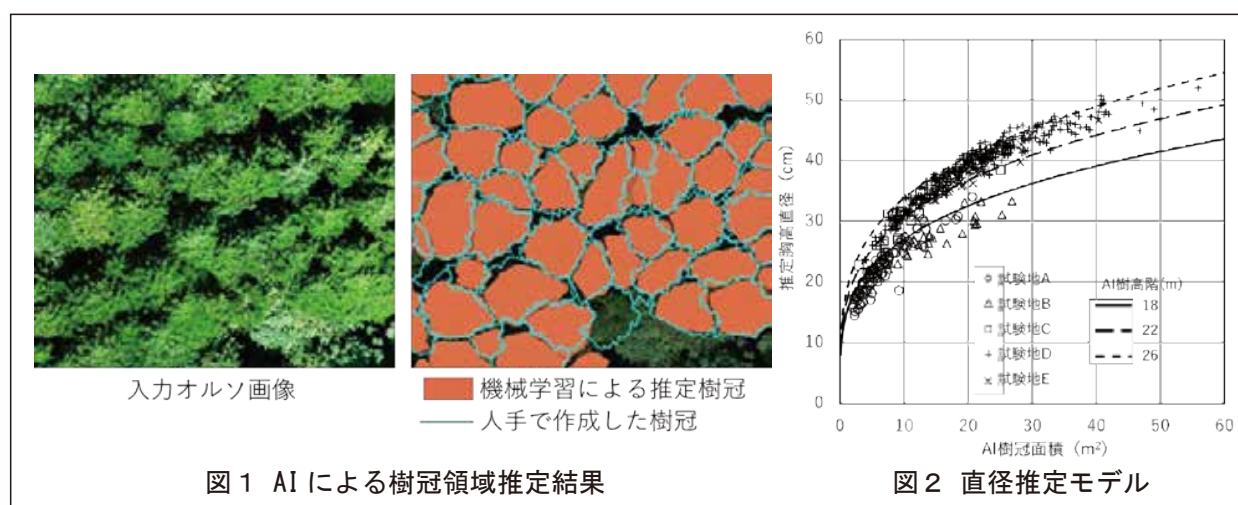 入力オルソ画像
機械学習による推定樹冠
人手で作成した樹冠
図1 AIによる樹冠領域推定結果
60
50
40
30
20
10
0
推定胸高直径（cm）
試験地A
試験地B
試験地C
試験地D
試験地E
AI樹高階(m)
18
22
26
0 10 20 30 40 50 60
AI樹冠面積（m²）
図2 直径推定モデル